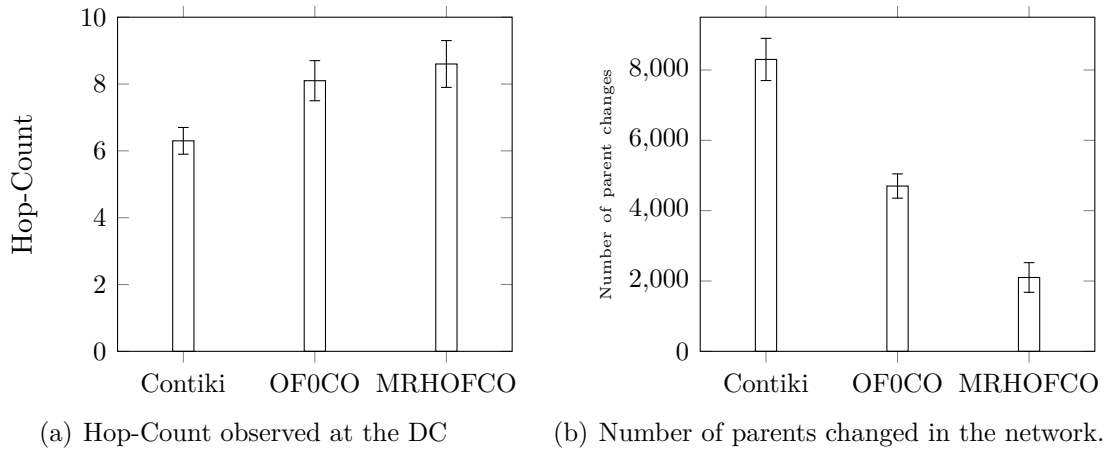 Hop-Count
10
8
6
4
2
0
Contiki
OF0CO
MRHOFCO
(a) Hop-Count observed at the DC
Number of parent changes
8,000
6,000
4,000
2,000
0
Contiki
OF0CO
MRHOFCO
(b) Number of parents changed in the network.